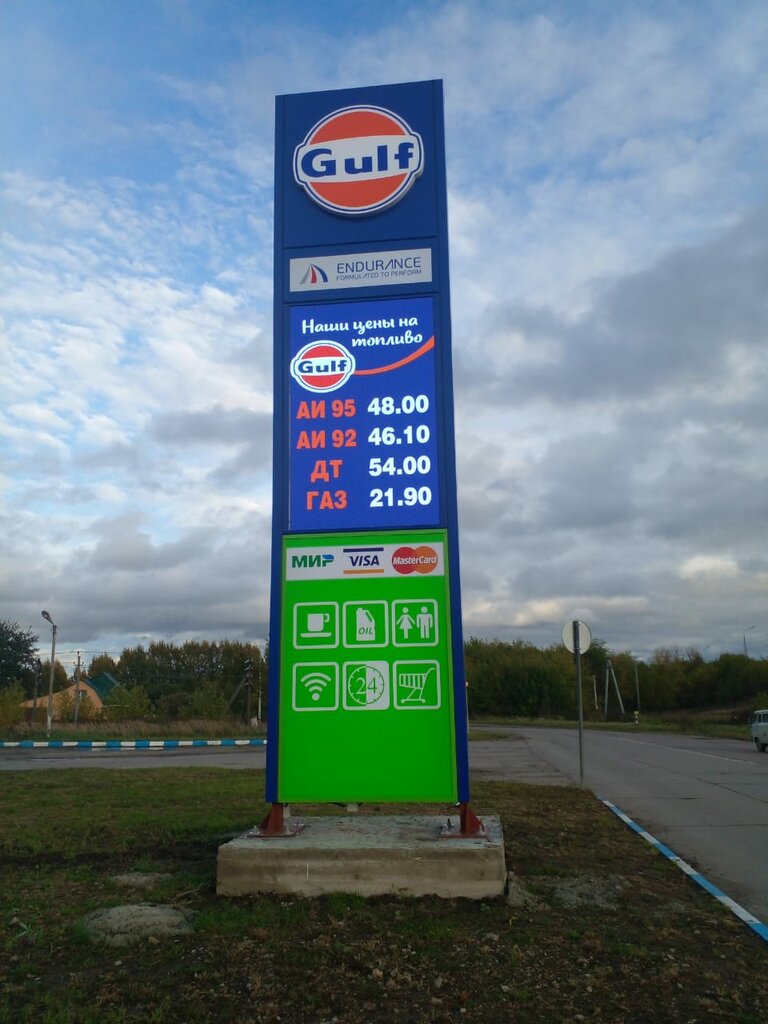 Gulf
ENDURANCE
FORMULATED TO PERFORM
Наши цены на
топливо
Gulf
АИ 95 48.00
АИ 92 46.10
ДТ 54.00
ГАЗ 21.90
МИР VISA MasterCard
OIL
24